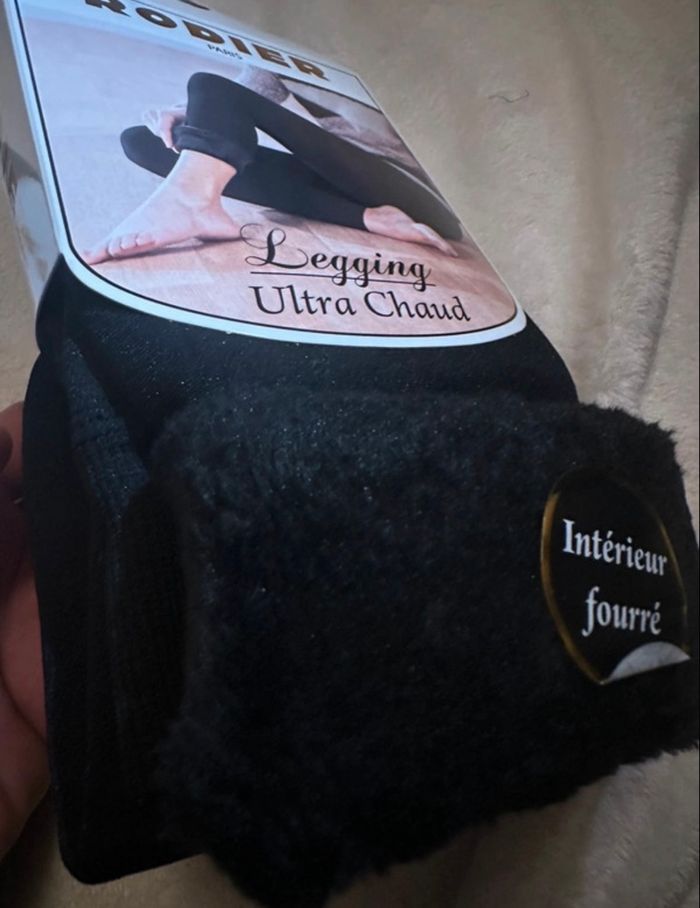 RODIER
PARIS
Legging
Ultra Chaud
Intérieur
fourré